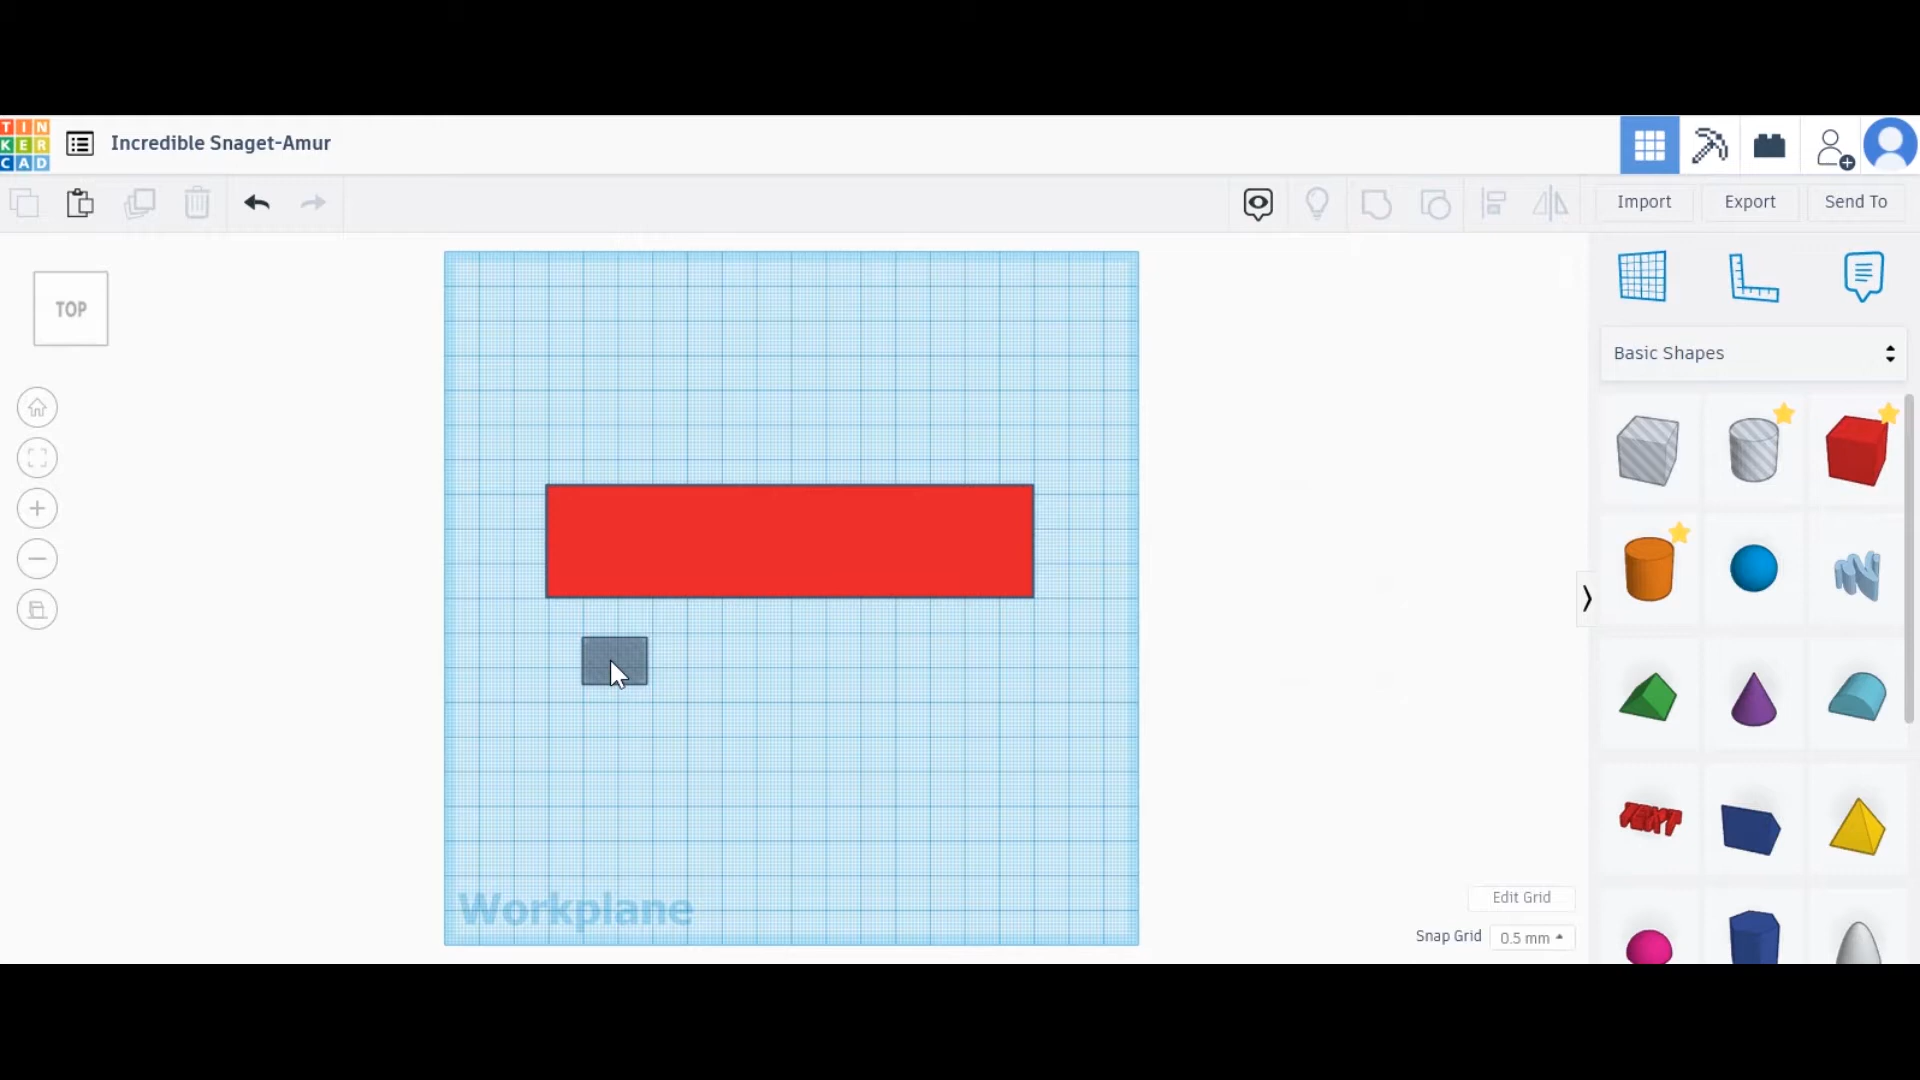 TIN
KER
CAD
Incredible Snaget-Amur
Import
Export
Send To
TOP
Basic Shapes
TEXT
Workplane
Edit Grid
Snap Grid
0.5 mm